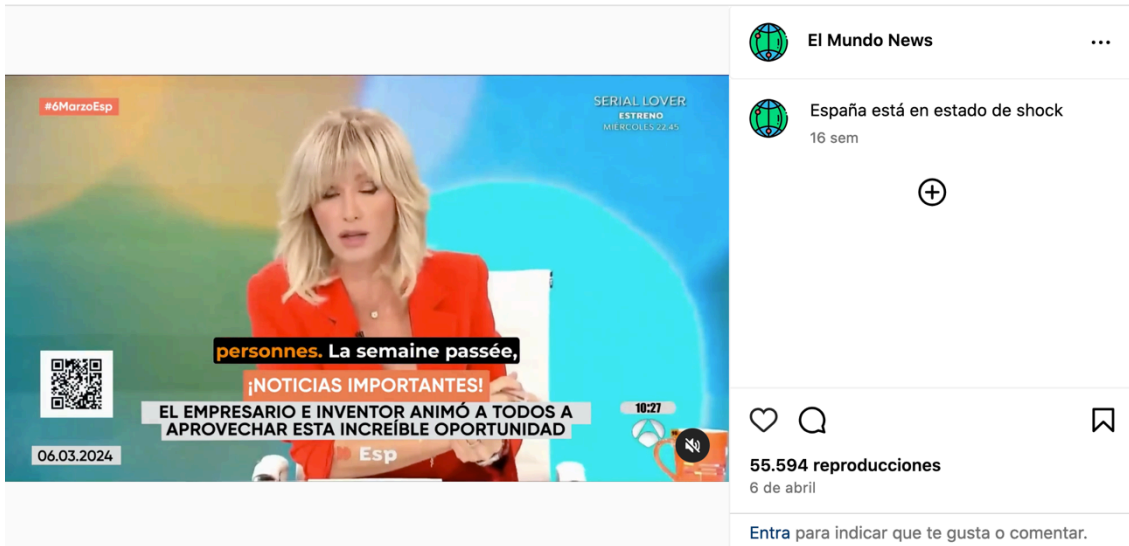 #6MarzoEsp
SERIAL LOVER
ESTRENO
MIÉRCOLES 22:45
personnes. La semaine passée,
¡NOTICIAS IMPORTANTES!
EL EMPRESARIO E INVENTOR ANIMÓ A TODOS A
APROVECHAR ESTA INCREÍBLE OPORTUNIDAD
10:27
06.03.2024
Esp
El Mundo News
España está en estado de shock
16 sem
55.594 reproducciones
6 de abril
Entra para indicar que te gusta o comentar.